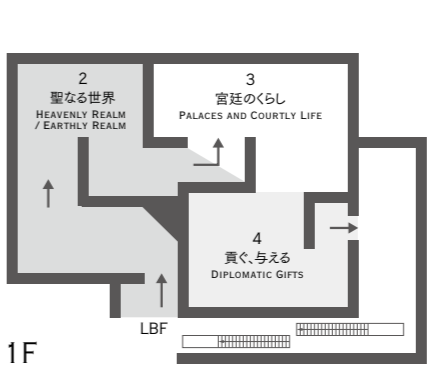 2
聖なる世界
HEAVENLY REALM
/ EARTHLY REALM
3
宮廷のくらし
PALACES AND COURTLY LIFE
4
貢ぐ、与える
DIPLOMATIC GIFTS
LBF
1F